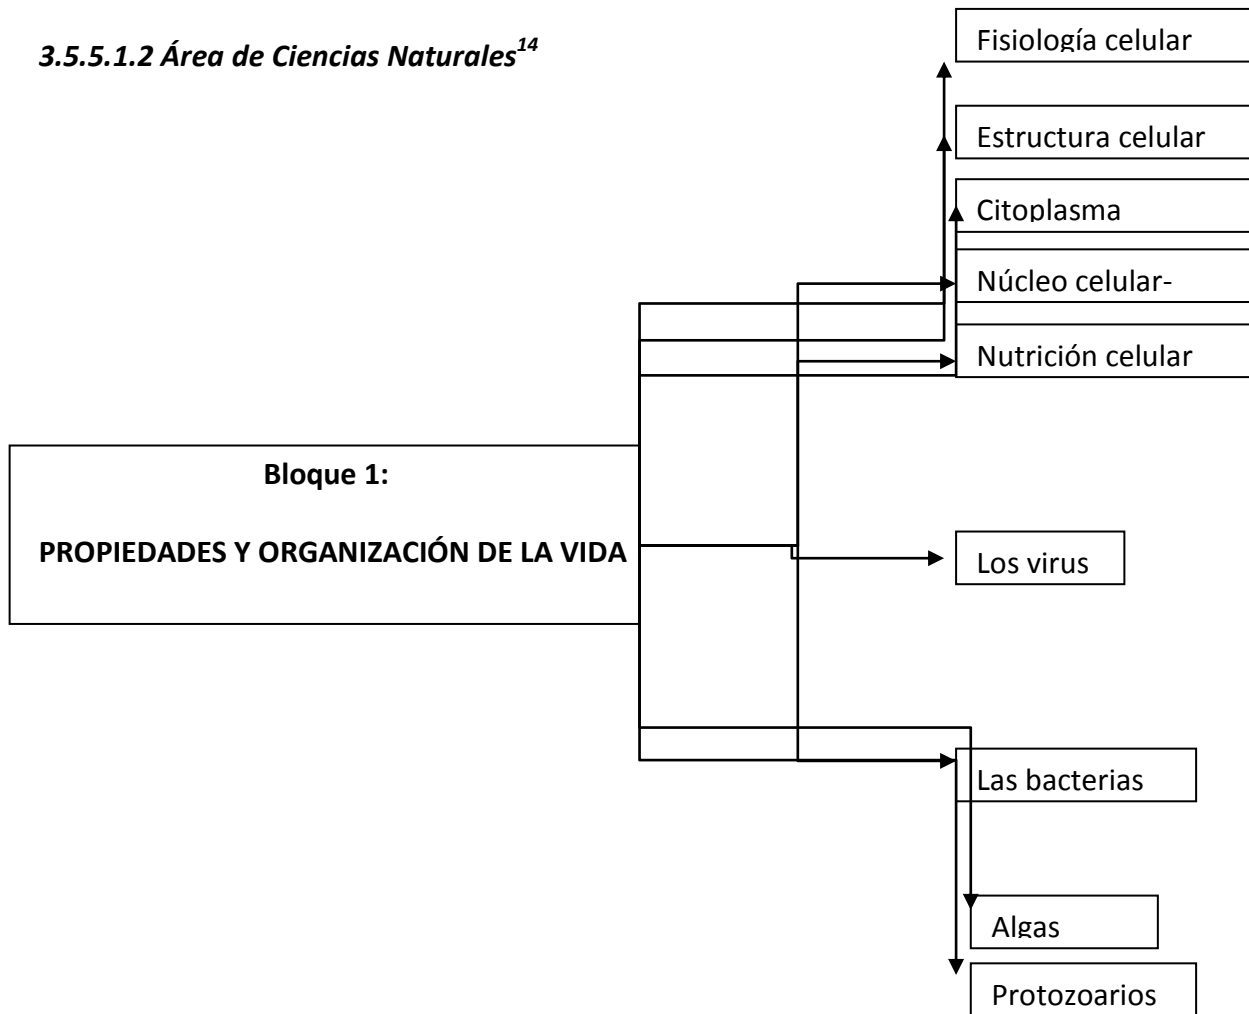 3.5.5.1.2 Área de Ciencias Naturales14
Fisiología celular
Estructura celular
Citoplasma
Núcleo celular-
Nutrición celular
Bloque 1:
PROPIEDADES Y ORGANIZACIÓN DE LA VIDA
Los virus
Las bacterias
Algas
Protozoarios